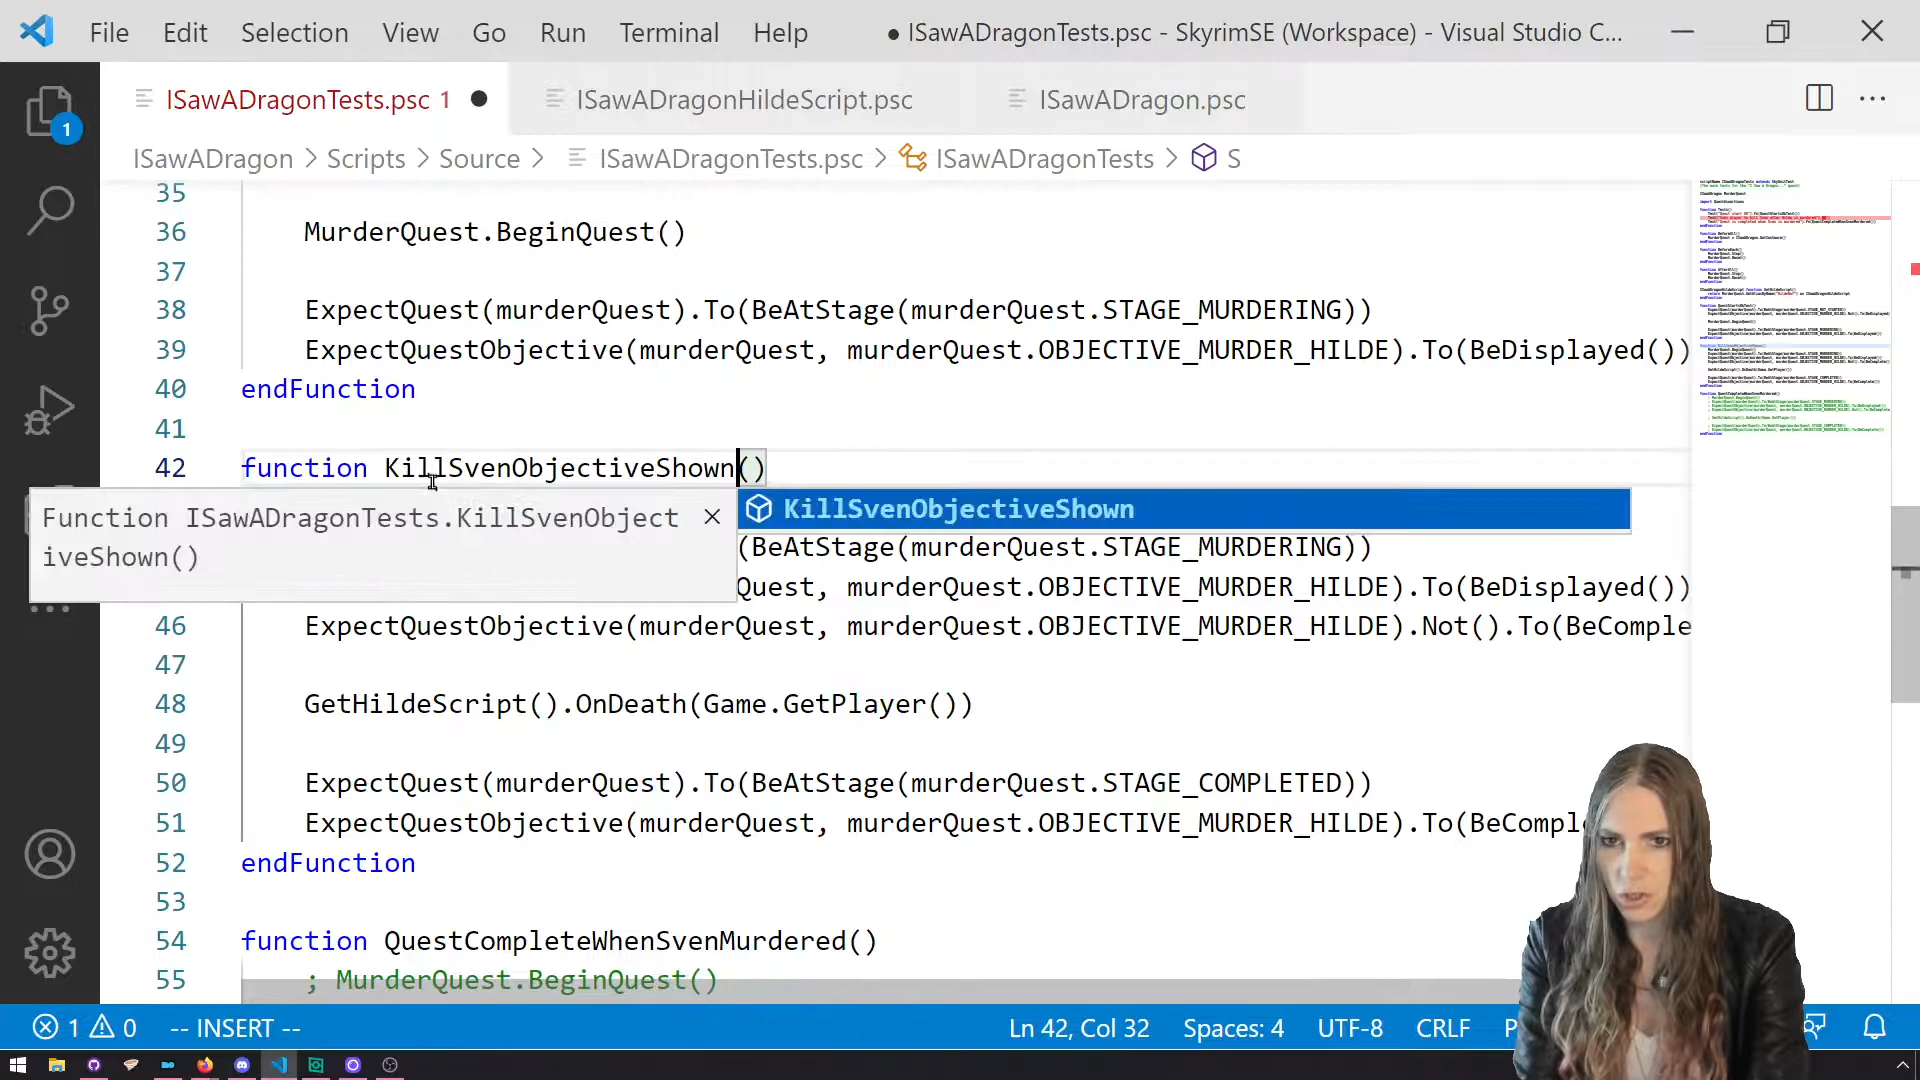 File Edit Selection View Go Run Terminal Help ● ISawADragonTests.psc - SkyrimSE (Workspace) - Visual Studio C...
ISawADragonTests.psc 1 ● ISawADragonHildeScript.psc ISawADragon.psc
1
ISawADragon > Scripts > Source > ISawADragonTests.psc > ISawADragonTests > S
35
36 MurderQuest.BeginQuest()
37
38 ExpectQuest(murderQuest).To(BeAtStage(murderQuest.STAGE_MURDERING))
39 ExpectQuestObjective(murderQuest, murderQuest.OBJECTIVE_MURDER_HILDE).To(BeDisplayed())
40 endFunction
41
42 function KillSvenObjectiveShown()
KillSvenObjectiveShown
Function ISawADragonTests.KillSvenObject
iveShown()
(BeAtStage(murderQuest.STAGE_MURDERING))
Quest, murderQuest.OBJECTIVE_MURDER_HILDE).To(BeDisplayed())
46 ExpectQuestObjective(murderQuest, murderQuest.OBJECTIVE_MURDER_HILDE).Not().To(BeComple
47
48 GetHildeScript().OnDeath(Game.GetPlayer())
49
50 ExpectQuest(murderQuest).To(BeAtStage(murderQuest.STAGE_COMPLETED))
51 ExpectQuestObjective(murderQuest, murderQuest.OBJECTIVE_MURDER_HILDE).To(BeCompl
52 endFunction
53
54 function QuestCompleteWhenSvenMurdered()
55 ; MurderQuest.BeginQuest()
1 0 -- INSERT -- Ln 42, Col 32 Spaces: 4 UTF-8 CRLF P